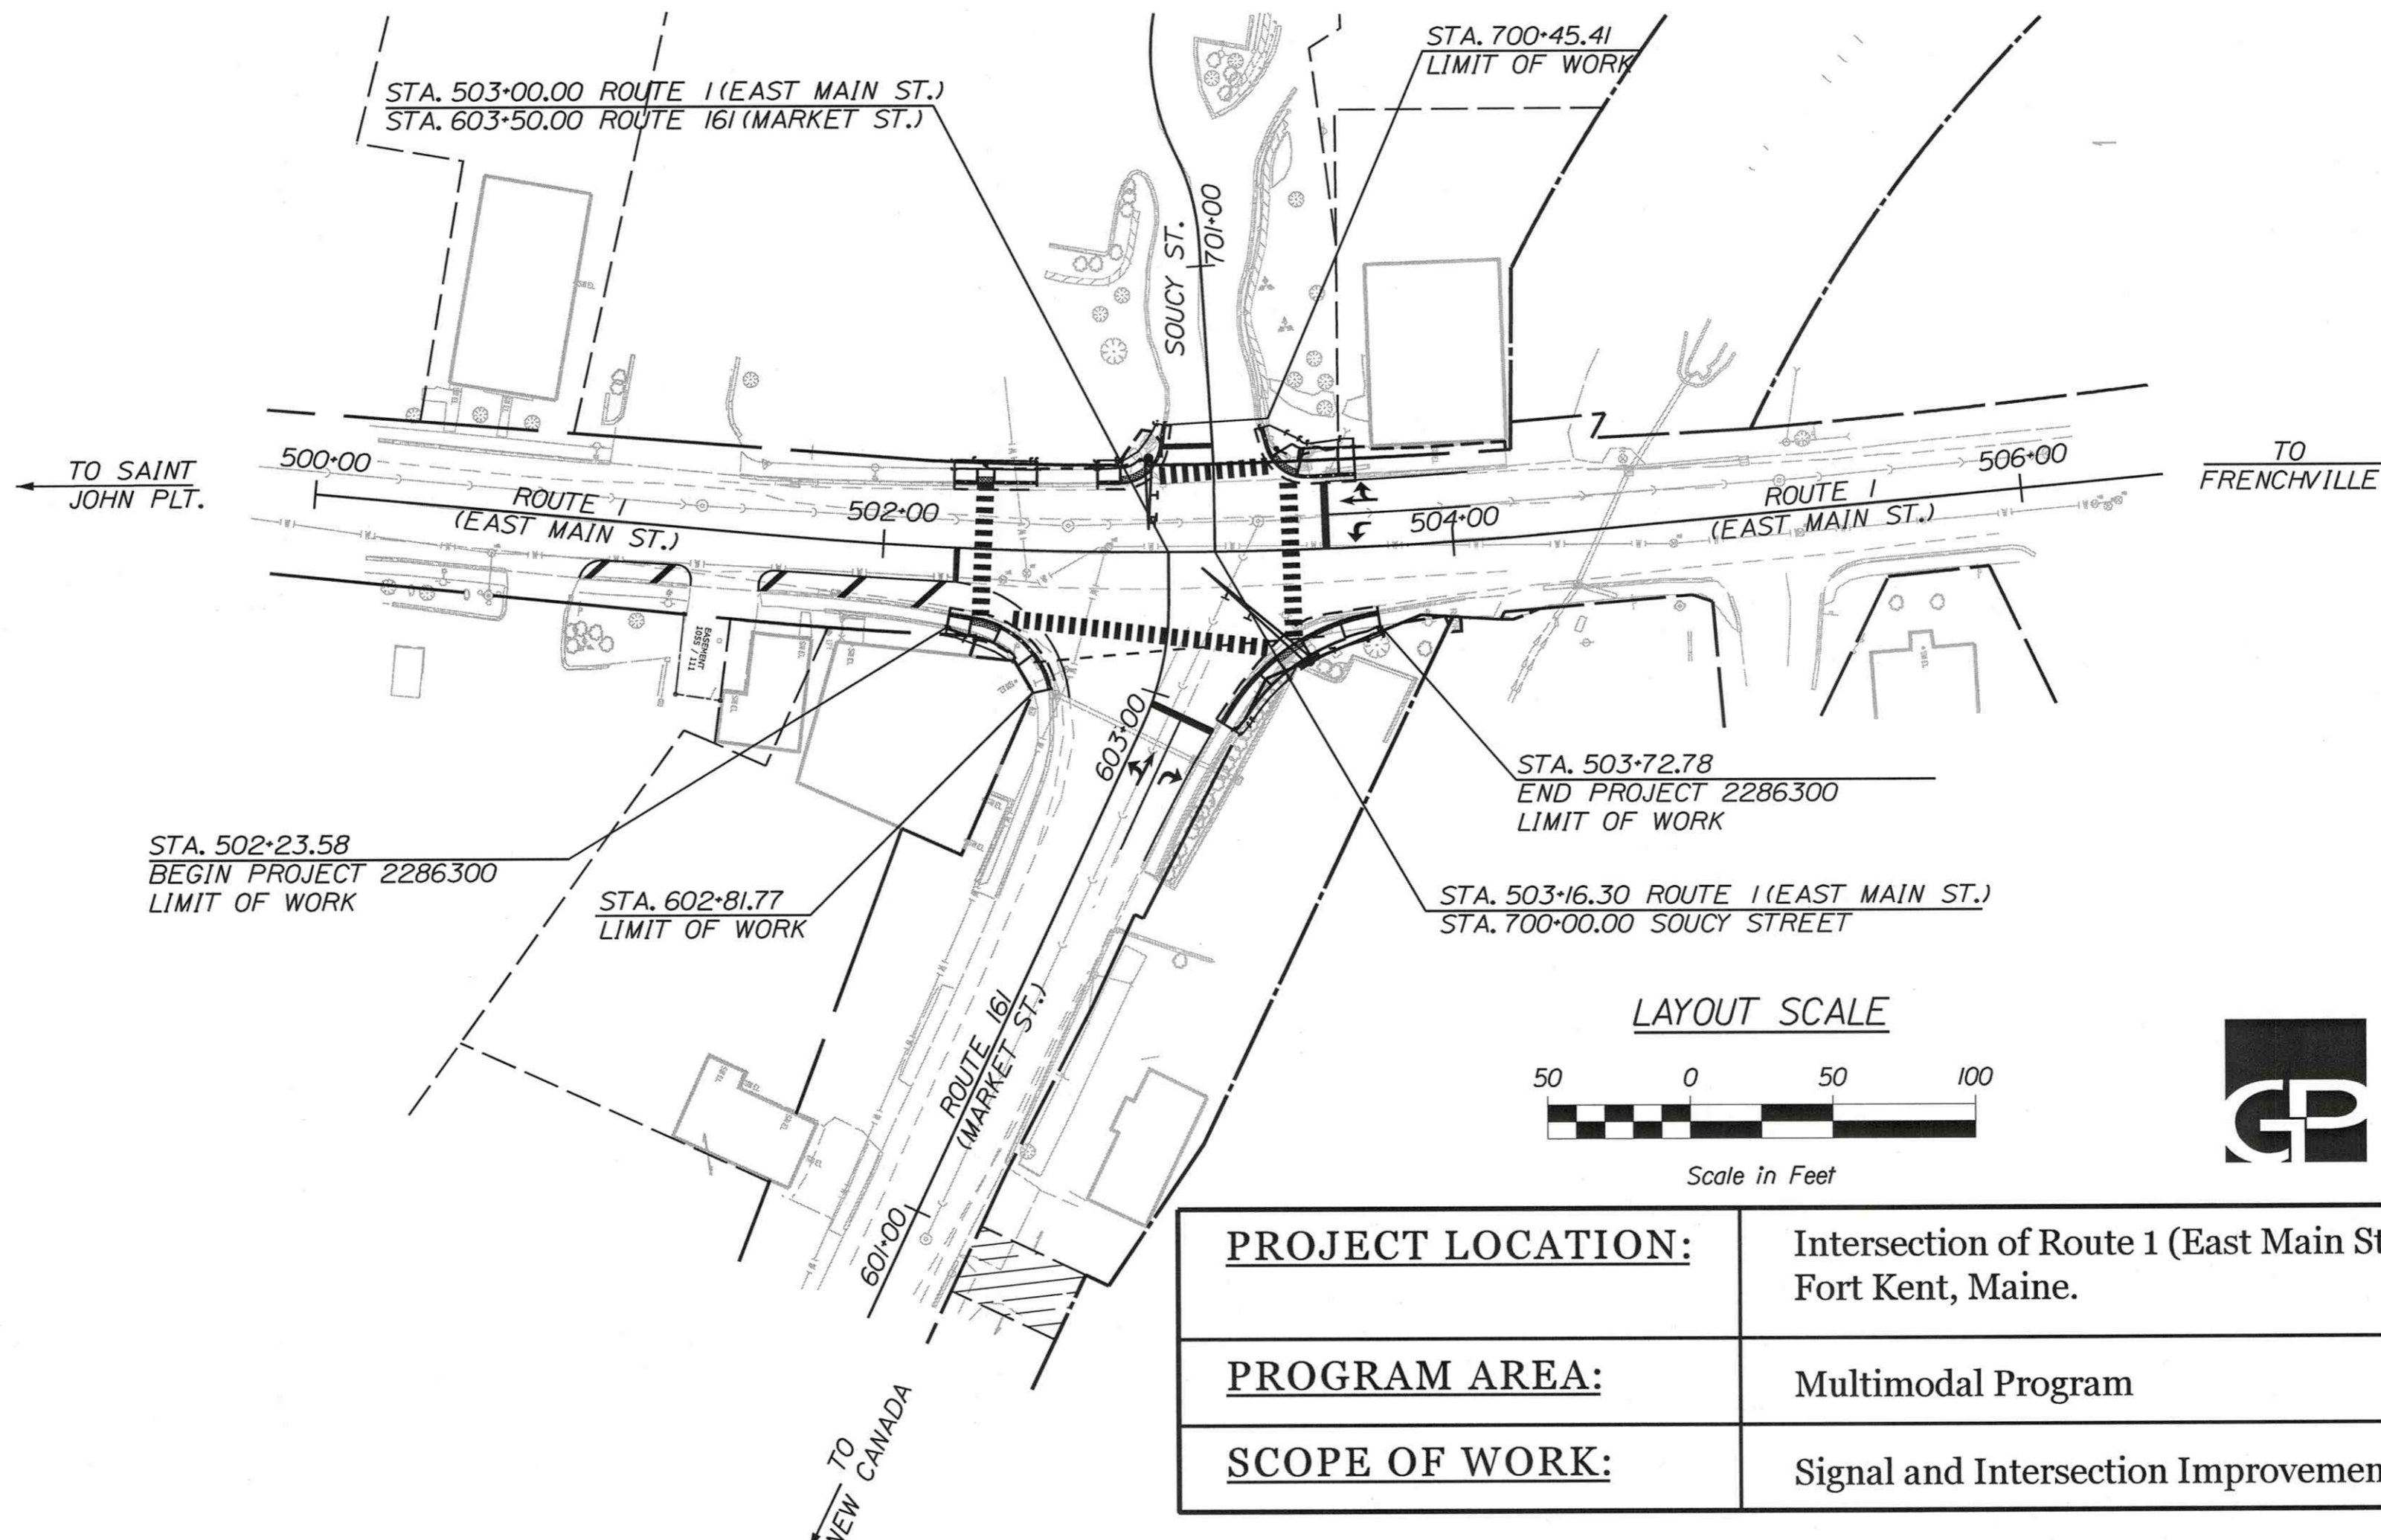 STA. 700+45.41
LIMIT OF WORK
STA. 503+00.00 ROUTE 1 (EAST MAIN ST.)
STA. 603+50.00 ROUTE 161 (MARKET ST.)
SOUCY ST.
701+00
TO SAINT
JOHN PLT.
500+00
ROUTE 1
(EAST MAIN ST.)
502+00
504+00
ROUTE 1
(EAST MAIN ST.)
506+00
TO
FRENCHVILLE
BASEMENT
1055 / 111
603+00
STA. 503+72.78
END PROJECT 2286300
LIMIT OF WORK
STA. 502+23.58
BEGIN PROJECT 2286300
LIMIT OF WORK
STA. 602+81.77
LIMIT OF WORK
STA. 503+16.30 ROUTE 1 (EAST MAIN ST.)
STA. 700+00.00 SOUCY STREET
ROUTE 161
(MARKET ST.)
601+00
TO
NEW CANADA
LAYOUT SCALE
50 0 50 100
Scale in Feet
GP
PROJECT LOCATION:
Intersection of Route 1 (East Main St
Fort Kent, Maine.
PROGRAM AREA:
Multimodal Program
SCOPE OF WORK:
Signal and Intersection Improvemen